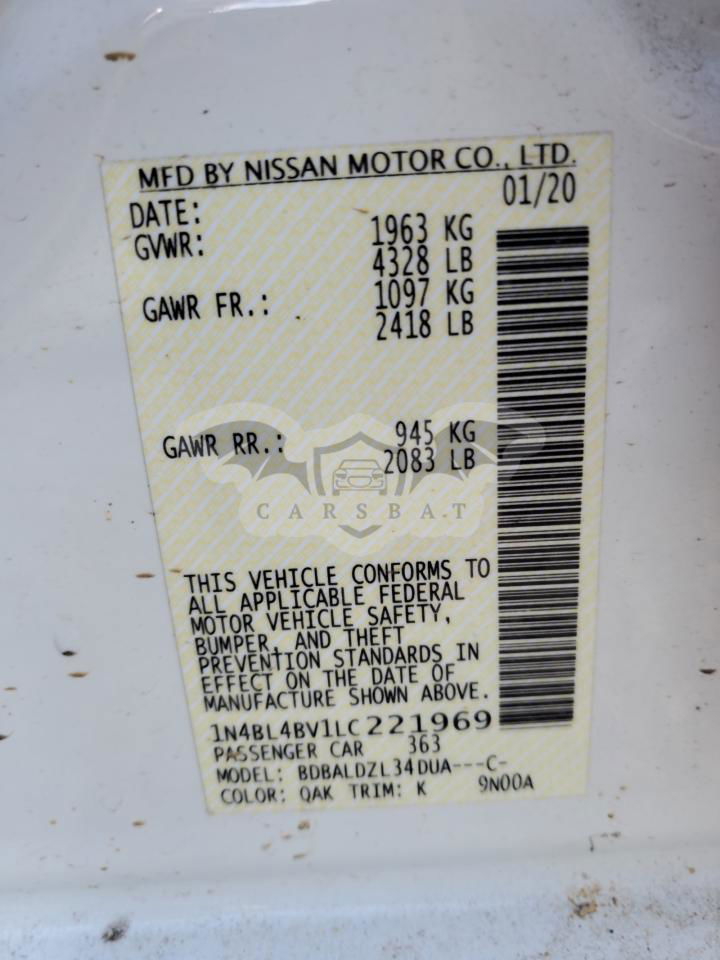 MFD BY NISSAN MOTOR CO., LTD.
DATE: 01/20
GVWR: 1963 KG
4328 LB
GAWR FR.: 1097 KG
2418 LB
GAWR RR.: 945 KG
2083 LB
CARSBAT
THIS VEHICLE CONFORMS TO
ALL APPLICABLE FEDERAL
MOTOR VEHICLE SAFETY,
BUMPER, AND THEFT
PREVENTION STANDARDS IN
EFFECT ON THE DATE OF
MANUFACTURE SHOWN ABOVE.
1N4BL4BV1LC221969
PASSENGER CAR 363
MODEL: BDBALDZL34DUA---C-
COLOR: QAK TRIM: K 9N00A